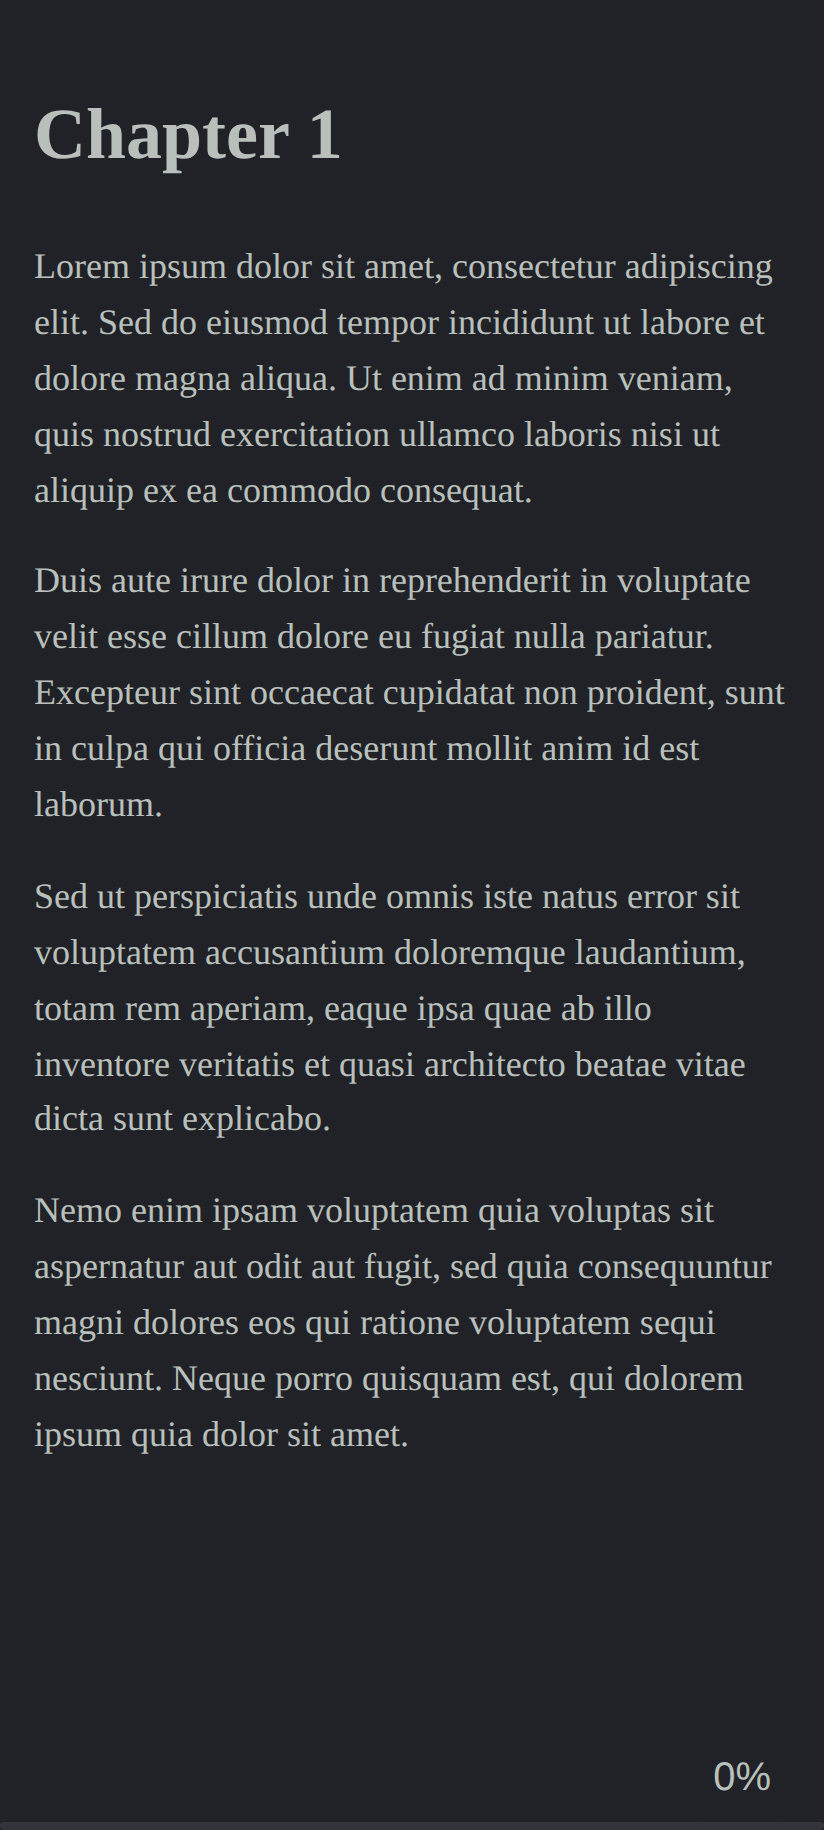 Chapter 1
Lorem ipsum dolor sit amet, consectetur adipiscing
elit. Sed do eiusmod tempor incididunt ut labore et
dolore magna aliqua. Ut enim ad minim veniam,
quis nostrud exercitation ullamco laboris nisi ut
aliquip ex ea commodo consequat.
Duis aute irure dolor in reprehenderit in voluptate
velit esse cillum dolore eu fugiat nulla pariatur.
Excepteur sint occaecat cupidatat non proident, sunt
in culpa qui officia deserunt mollit anim id est
laborum.
Sed ut perspiciatis unde omnis iste natus error sit
voluptatem accusantium doloremque laudantium,
totam rem aperiam, eaque ipsa quae ab illo
inventore veritatis et quasi architecto beatae vitae
dicta sunt explicabo.
Nemo enim ipsam voluptatem quia voluptas sit
aspernatur aut odit aut fugit, sed quia consequuntur
magni dolores eos qui ratione voluptatem sequi
nesciunt. Neque porro quisquam est, qui dolorem
ipsum quia dolor sit amet.
0%